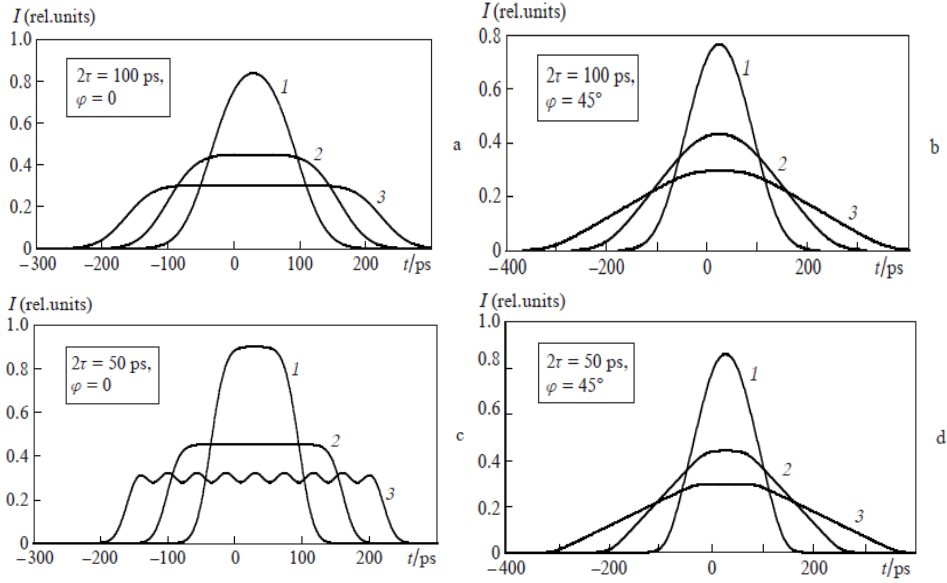 I (rel.units)
1.0
0.8
0.6
0.4
0.2
0
2τ = 100 ps,
φ = 0
1
2
3
−300
−200
−100
0
100
200
t/ps
a
I (rel.units)
0.8
0.6
0.4
0.2
0
2τ = 100 ps,
φ = 45°
1
2
3
−400
−200
0
200
t/ps
b
I (rel.units)
1.0
0.8
0.6
0.4
0.2
0
2τ = 50 ps,
φ = 0
1
2
3
−300
−200
−100
0
100
200
t/ps
c
I (rel.units)
1.0
0.8
0.6
0.4
0.2
0
2τ = 50 ps,
φ = 45°
1
2
3
−400
−200
0
200
t/ps
d